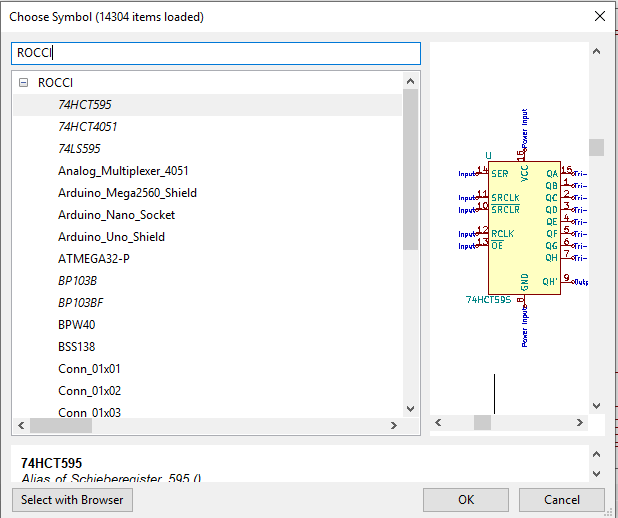 Choose Symbol (14304 items loaded)
ROCCI
ROCCI
74HCT595
74HCT4051
74LS595
Analog_Multiplexer_4051
Arduino_Mega2560_Shield
Arduino_Nano_Socket
Arduino_Uno_Shield
ATMEGA32-P
BP103B
BP103BF
BPW40
BSS138
Conn_01x01
Conn_01x02
Conn_01x03
Power Input
U
16
VCC
Input 14 SER QA 15 Tri-
QB 1 Tri-
Input 11 SRCLK QC 2 Tri-
Input 10 SRCLR QD 3 Tri-
QE 4 Tri-
Input 12 RCLK QF 5 Tri-
Input 13 OE QG 6 Tri-
QH 7 Tri-
GND QH' 9 Outp
74HCT595 8
Power Input
74HCT595
Alias of Schieberegister_595 ()
Select with Browser
OK
Cancel